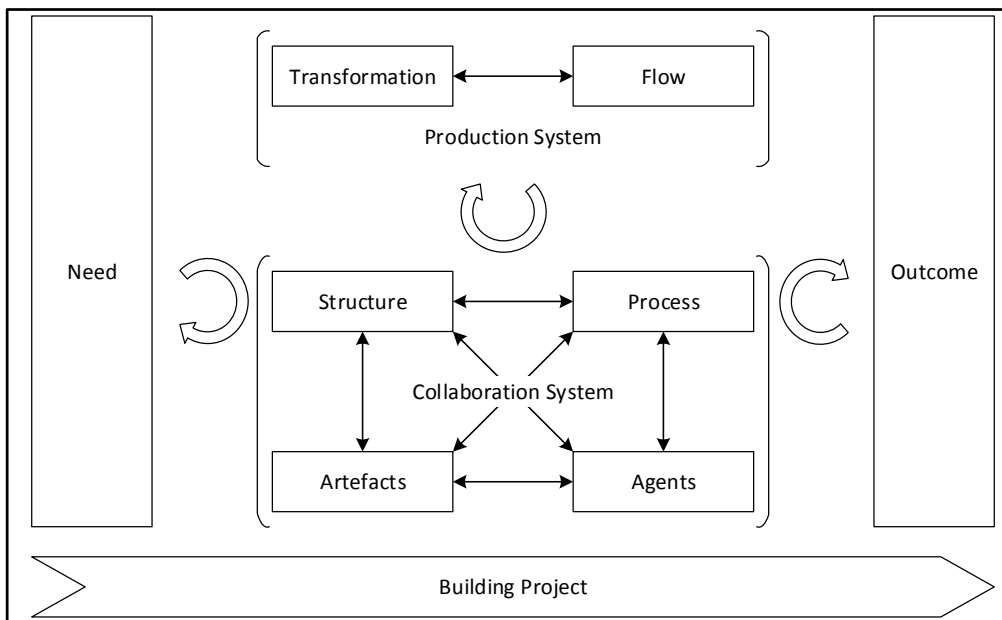 Transformation
Flow
Production System
Need
Outcome
Structure
Process
Collaboration System
Artefacts
Agents
Building Project